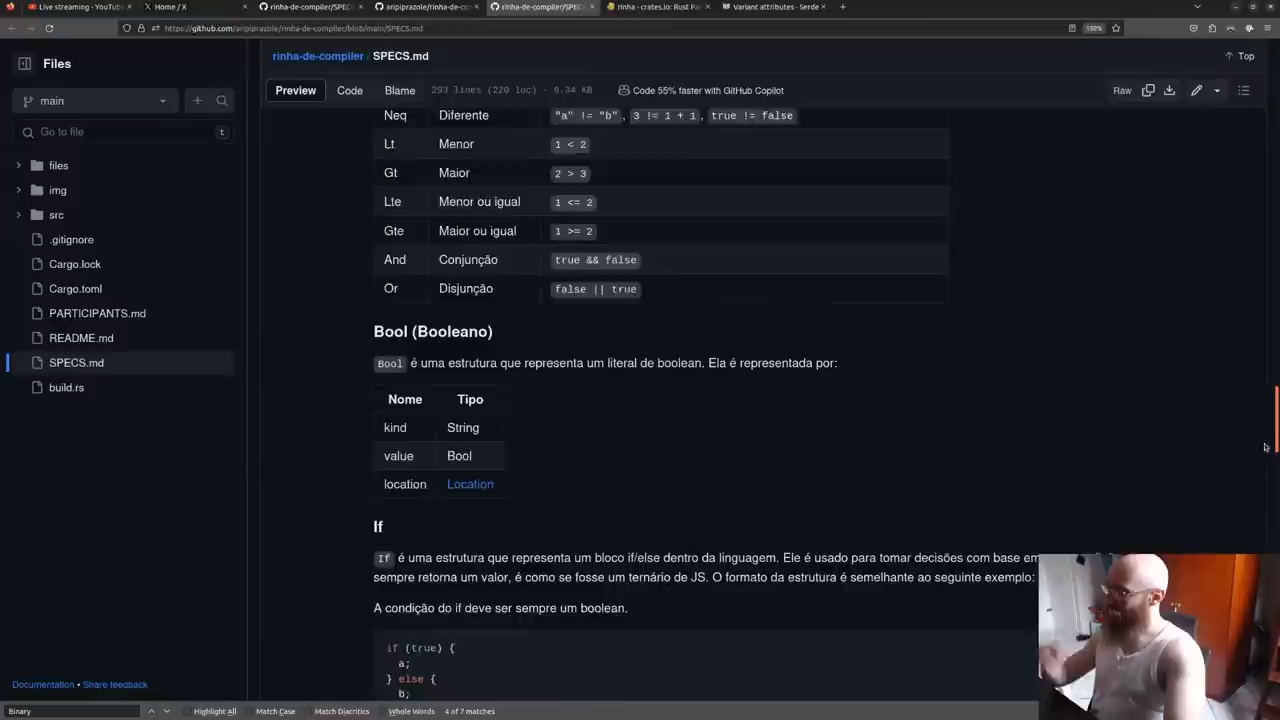 Live streaming - YouTube
Home / X
rinha-de-compiler/SPECS
aripiprazole/rinha-de-com
rinha-de-compiler/SPECS
rinha - crates.io: Rust Pa
Variant attributes - Serde
https://github.com/aripiprazole/rinha-de-compiler/blob/main/SPECS.md
150%
Files
rinha-de-compiler / SPECS.md
Top
main
Preview
Code
Blame
293 lines (220 loc) · 9.34 KB
Code 55% faster with GitHub Copilot
Raw
Go to file
t
files
img
src
.gitignore
Cargo.lock
Cargo.toml
PARTICIPANTS.md
README.md
SPECS.md
build.rs
Neq Diferente "a" != "b", 3 != 1 + 1, true != false
Lt Menor 1 < 2
Gt Maior 2 > 3
Lte Menor ou igual 1 <= 2
Gte Maior ou igual 1 >= 2
And Conjunção true && false
Or Disjunção false || true
Bool (Booleano)
Bool é uma estrutura que representa um literal de boolean. Ela é representada por:
Nome Tipo
kind String
value Bool
location Location
If
If é uma estrutura que representa um bloco if/else dentro da linguagem. Ele é usado para tomar decisões com base em
sempre retorna um valor, é como se fosse um ternário de JS. O formato da estrutura é semelhante ao seguinte exemplo:
A condição do if deve ser sempre um boolean.
if (true) {
a;
} else {
b;
Documentation • Share feedback
Binary
Highlight All
Match Case
Match Diacritics
Whole Words
4 of 7 matches